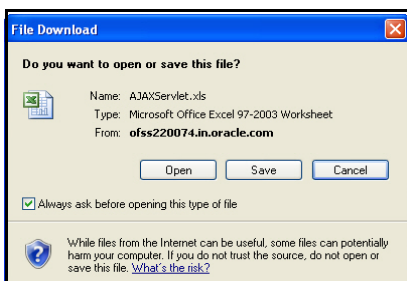 File Download
Do you want to open or save this file?
Name: AJAXServlet.xls
Type: Microsoft Office Excel 97-2003 Worksheet
From: ofss220074.in.oracle.com
Open Save Cancel
Always ask before opening this type of file
While files from the Internet can be useful, some files can potentially
harm your computer. If you do not trust the source, do not open or
save this file. What's the risk?